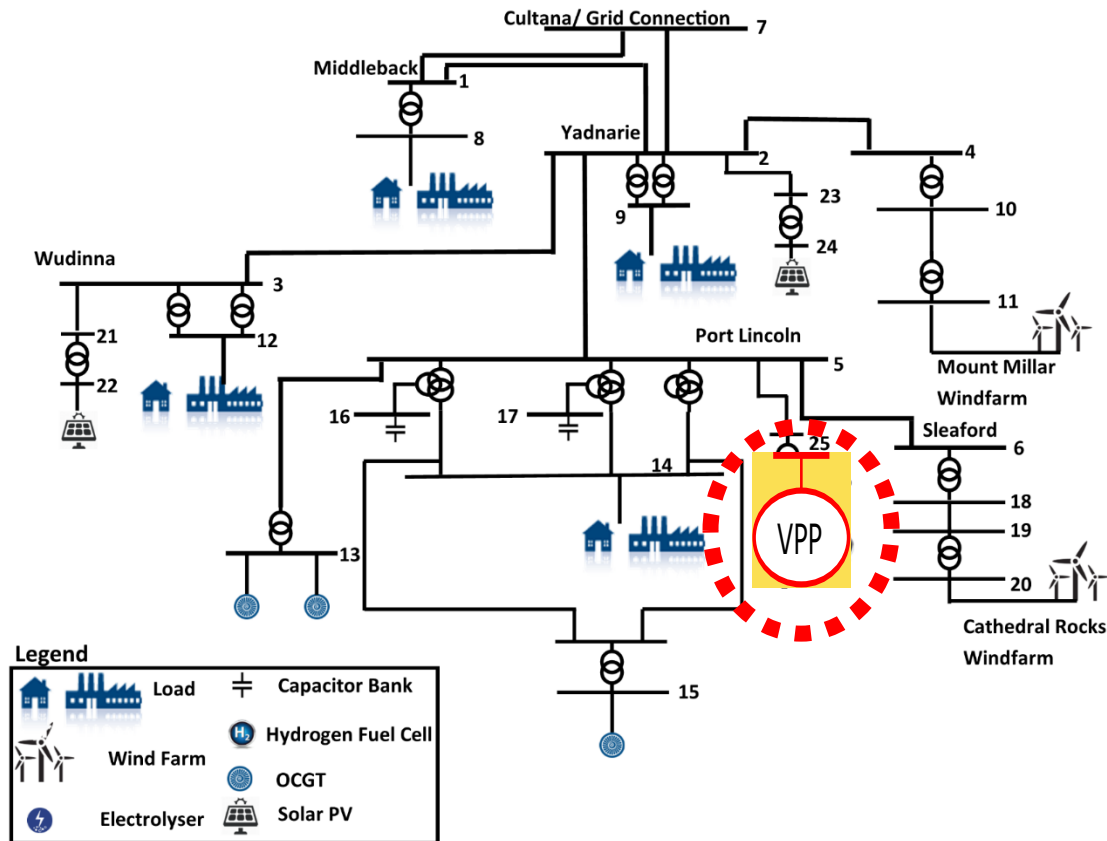 Cultana/ Grid Connection
7
Middleback
1
8
Yadnarie
2
4
9
23
24
10
11
Mount Millar
Windfarm
Wudinna
3
21
12
22
Port Lincoln
5
16
17
14
25
VPP
Sleaford
6
18
19
20
Cathedral Rocks
Windfarm
13
15
Legend
Load
Capacitor Bank
Wind Farm
H2
Hydrogen Fuel Cell
OCGT
Electrolyser
Solar PV